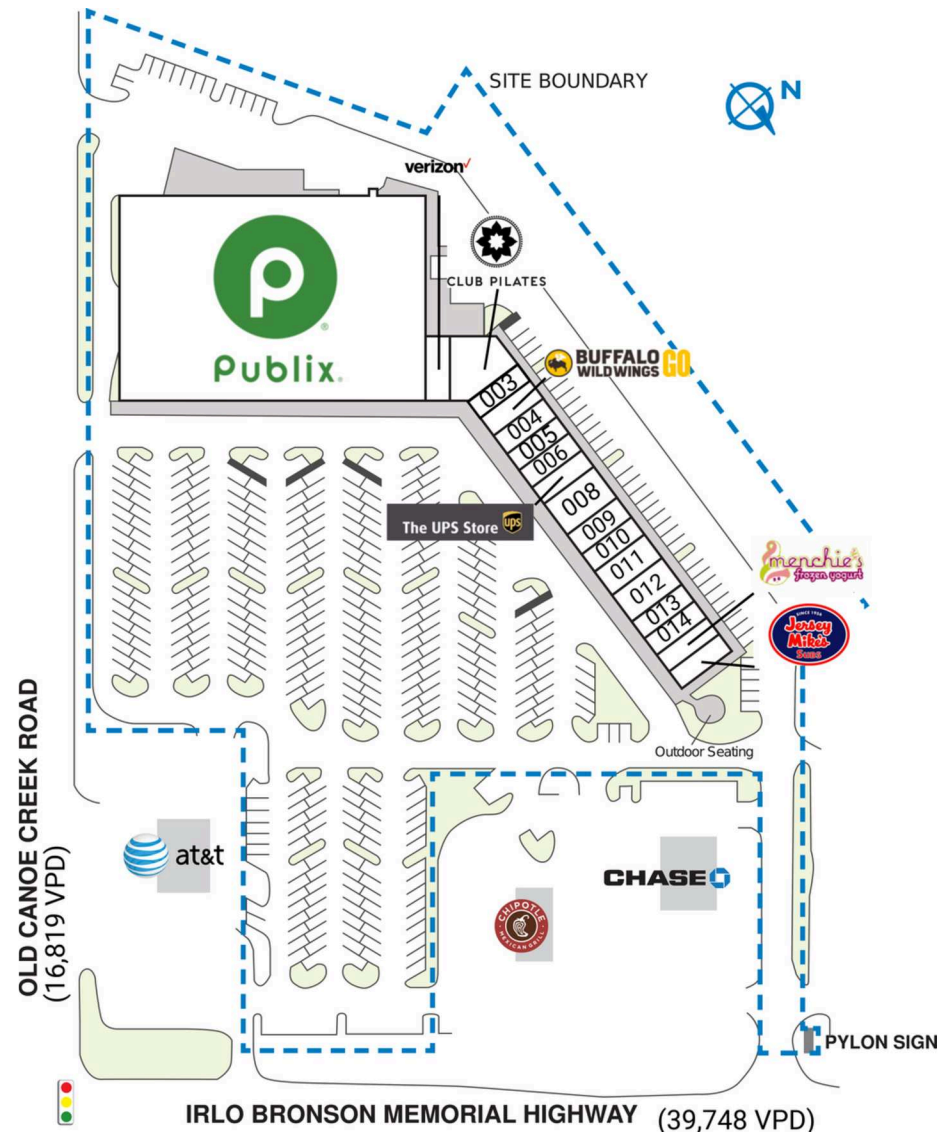 SITE BOUNDARY
N
verizon
CLUB PILATES
P
Publix.
BUFFALO
WILD WINGS GO
003
004
005
006
The UPS Store ups
008
009
010
011
012
013
014
menchie's
frozen yogurt
SINCE 1956
Jersey
Mike's
SUBS
Outdoor Seating
OLD CANOE CREEK ROAD
(16,819 VPD)
at&t
CHASE
CHIPOTLE
MEXICAN GRILL
PYLON SIGN
IRLO BRONSON MEMORIAL HIGHWAY (39,748 VPD)